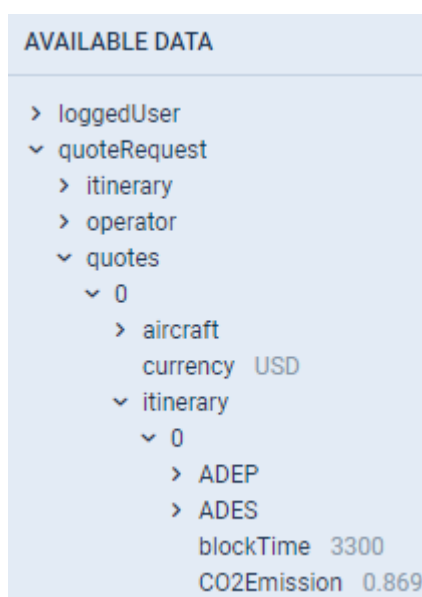 AVAILABLE DATA
loggedUser
quoteRequest
itinerary
operator
quotes
0
aircraft
currency USD
itinerary
0
ADEP
ADES
blockTime 3300
CO2Emission 0.869